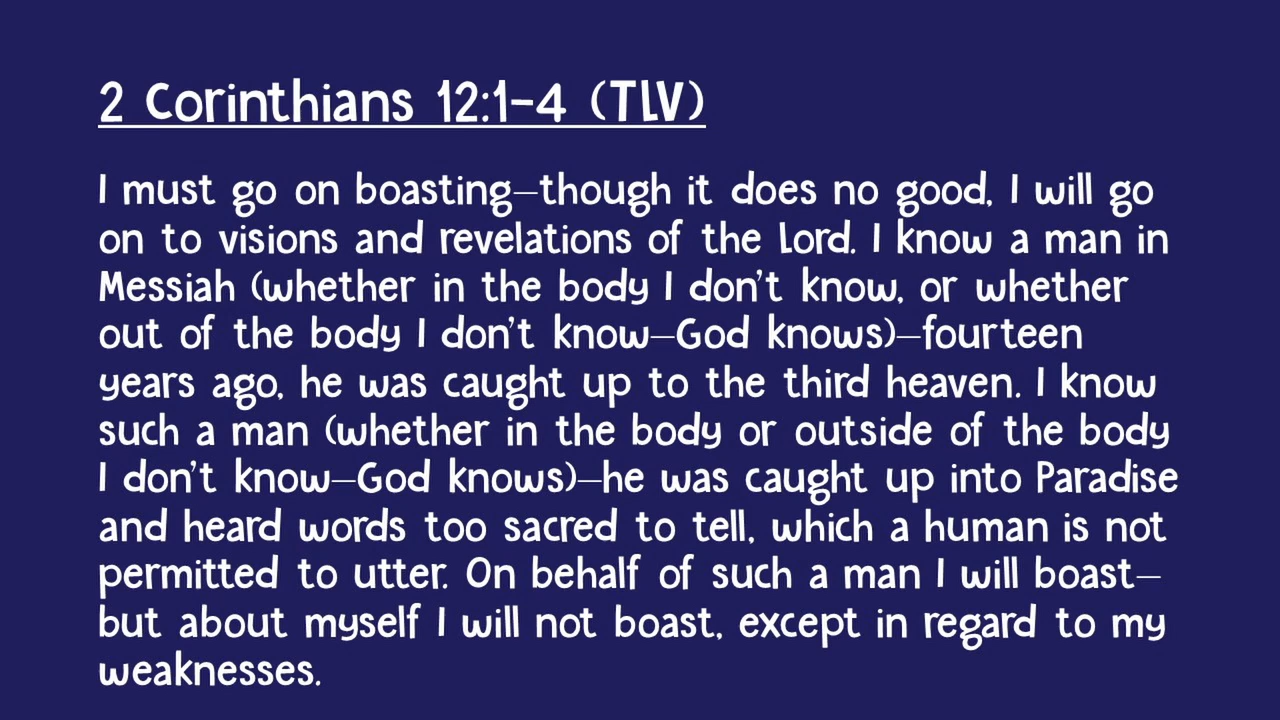 2 Corinthians 12:1-4 (TLV)
I must go on boasting—though it does no good, I will go
on to visions and revelations of the Lord. I know a man in
Messiah (whether in the body I don't know, or whether
out of the body I don't know—God knows)—fourteen
years ago, he was caught up to the third heaven. I know
such a man (whether in the body or outside of the body
I don't know—God knows)—he was caught up into Paradise
and heard words too sacred to tell, which a human is not
permitted to utter. On behalf of such a man I will boast—
but about myself I will not boast, except in regard to my
weaknesses.